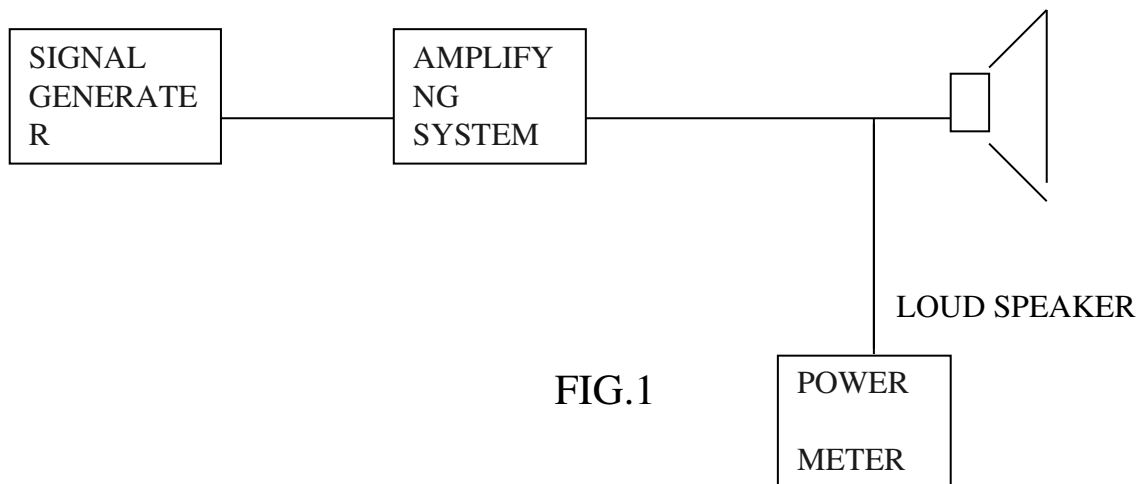 SIGNAL
GENERATE
R
AMPLIFY
NG
SYSTEM
LOUD SPEAKER
FIG.1
POWER
METER